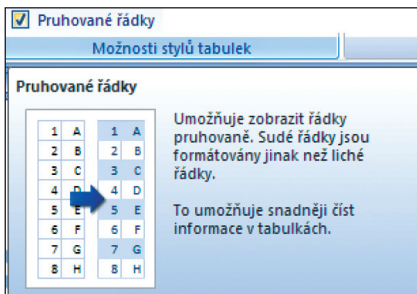 Pruhované řádky
Možnosti stylů tabulek
Pruhované řádky
Umožňuje zobrazit řádky
pruhovaně. Sudé řádky jsou
formátovány jinak než liché
řádky.
To umožňuje snadněji číst
informace v tabulkách.
1 A 1 A
2 B 2 B
3 C 3 C
4 D 4 D
5 E 5 E
6 F 6 F
7 G 7 G
8 H 8 H